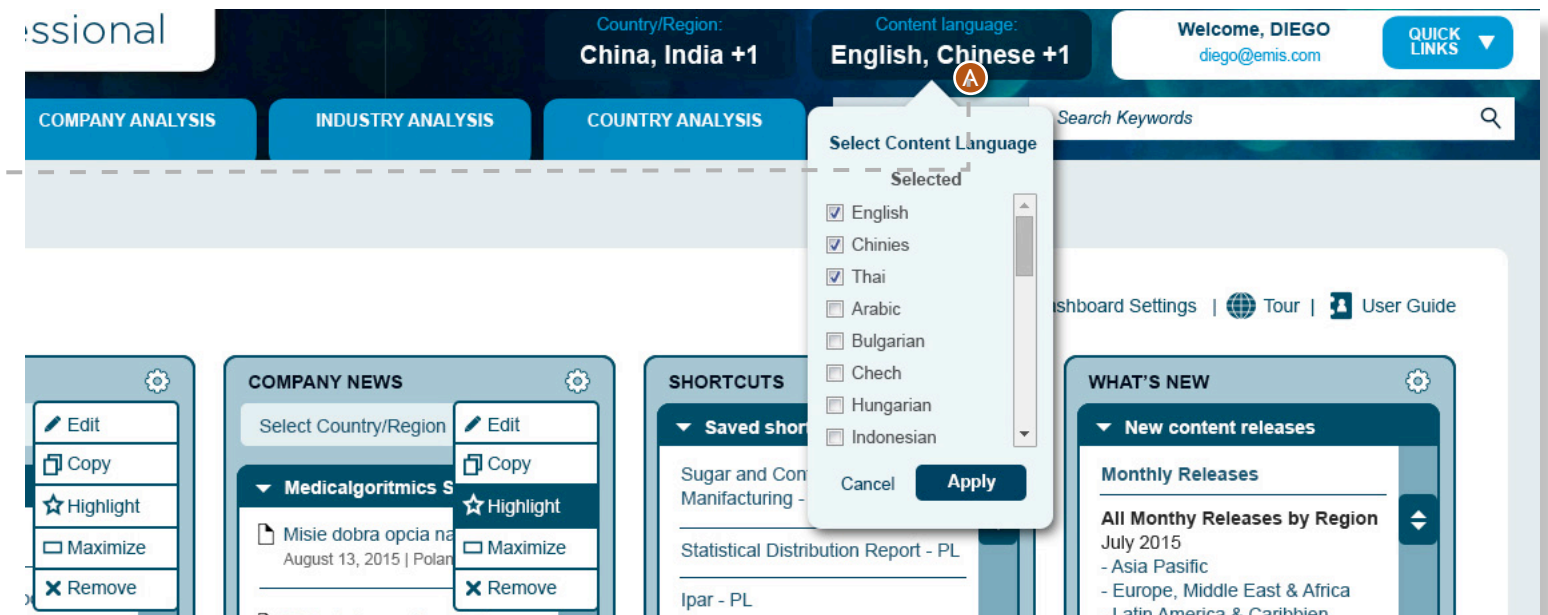 ssional
Country/Region:
China, India +1
Content language:
English, Chinese +1
Welcome, DIEGO
diego@emis.com
QUICK
LINKS
A
COMPANY ANALYSIS
INDUSTRY ANALYSIS
COUNTRY ANALYSIS
Search Keywords
Select Content Language
Selected
English
Chinies
Thai
Arabic
Bulgarian
Chech
Hungarian
Indonesian
Cancel
Apply
shboard Settings | Tour | User Guide
Edit
Copy
Highlight
Maximize
Remove
COMPANY NEWS
Select Country/Region
Edit
Copy
Highlight
Maximize
Remove
Medicalgoritmics S
Misie dobra opcia na
August 13, 2015 | Polan
SHORTCUTS
Saved shor
Sugar and Con
Manifacturing -
Statistical Distribution Report - PL
Ipar - PL
WHAT'S NEW
New content releases
Monthly Releases
All Monthy Releases by Region
July 2015
- Asia Pasific
- Europe, Middle East & Africa
- Latin America & Caribbien